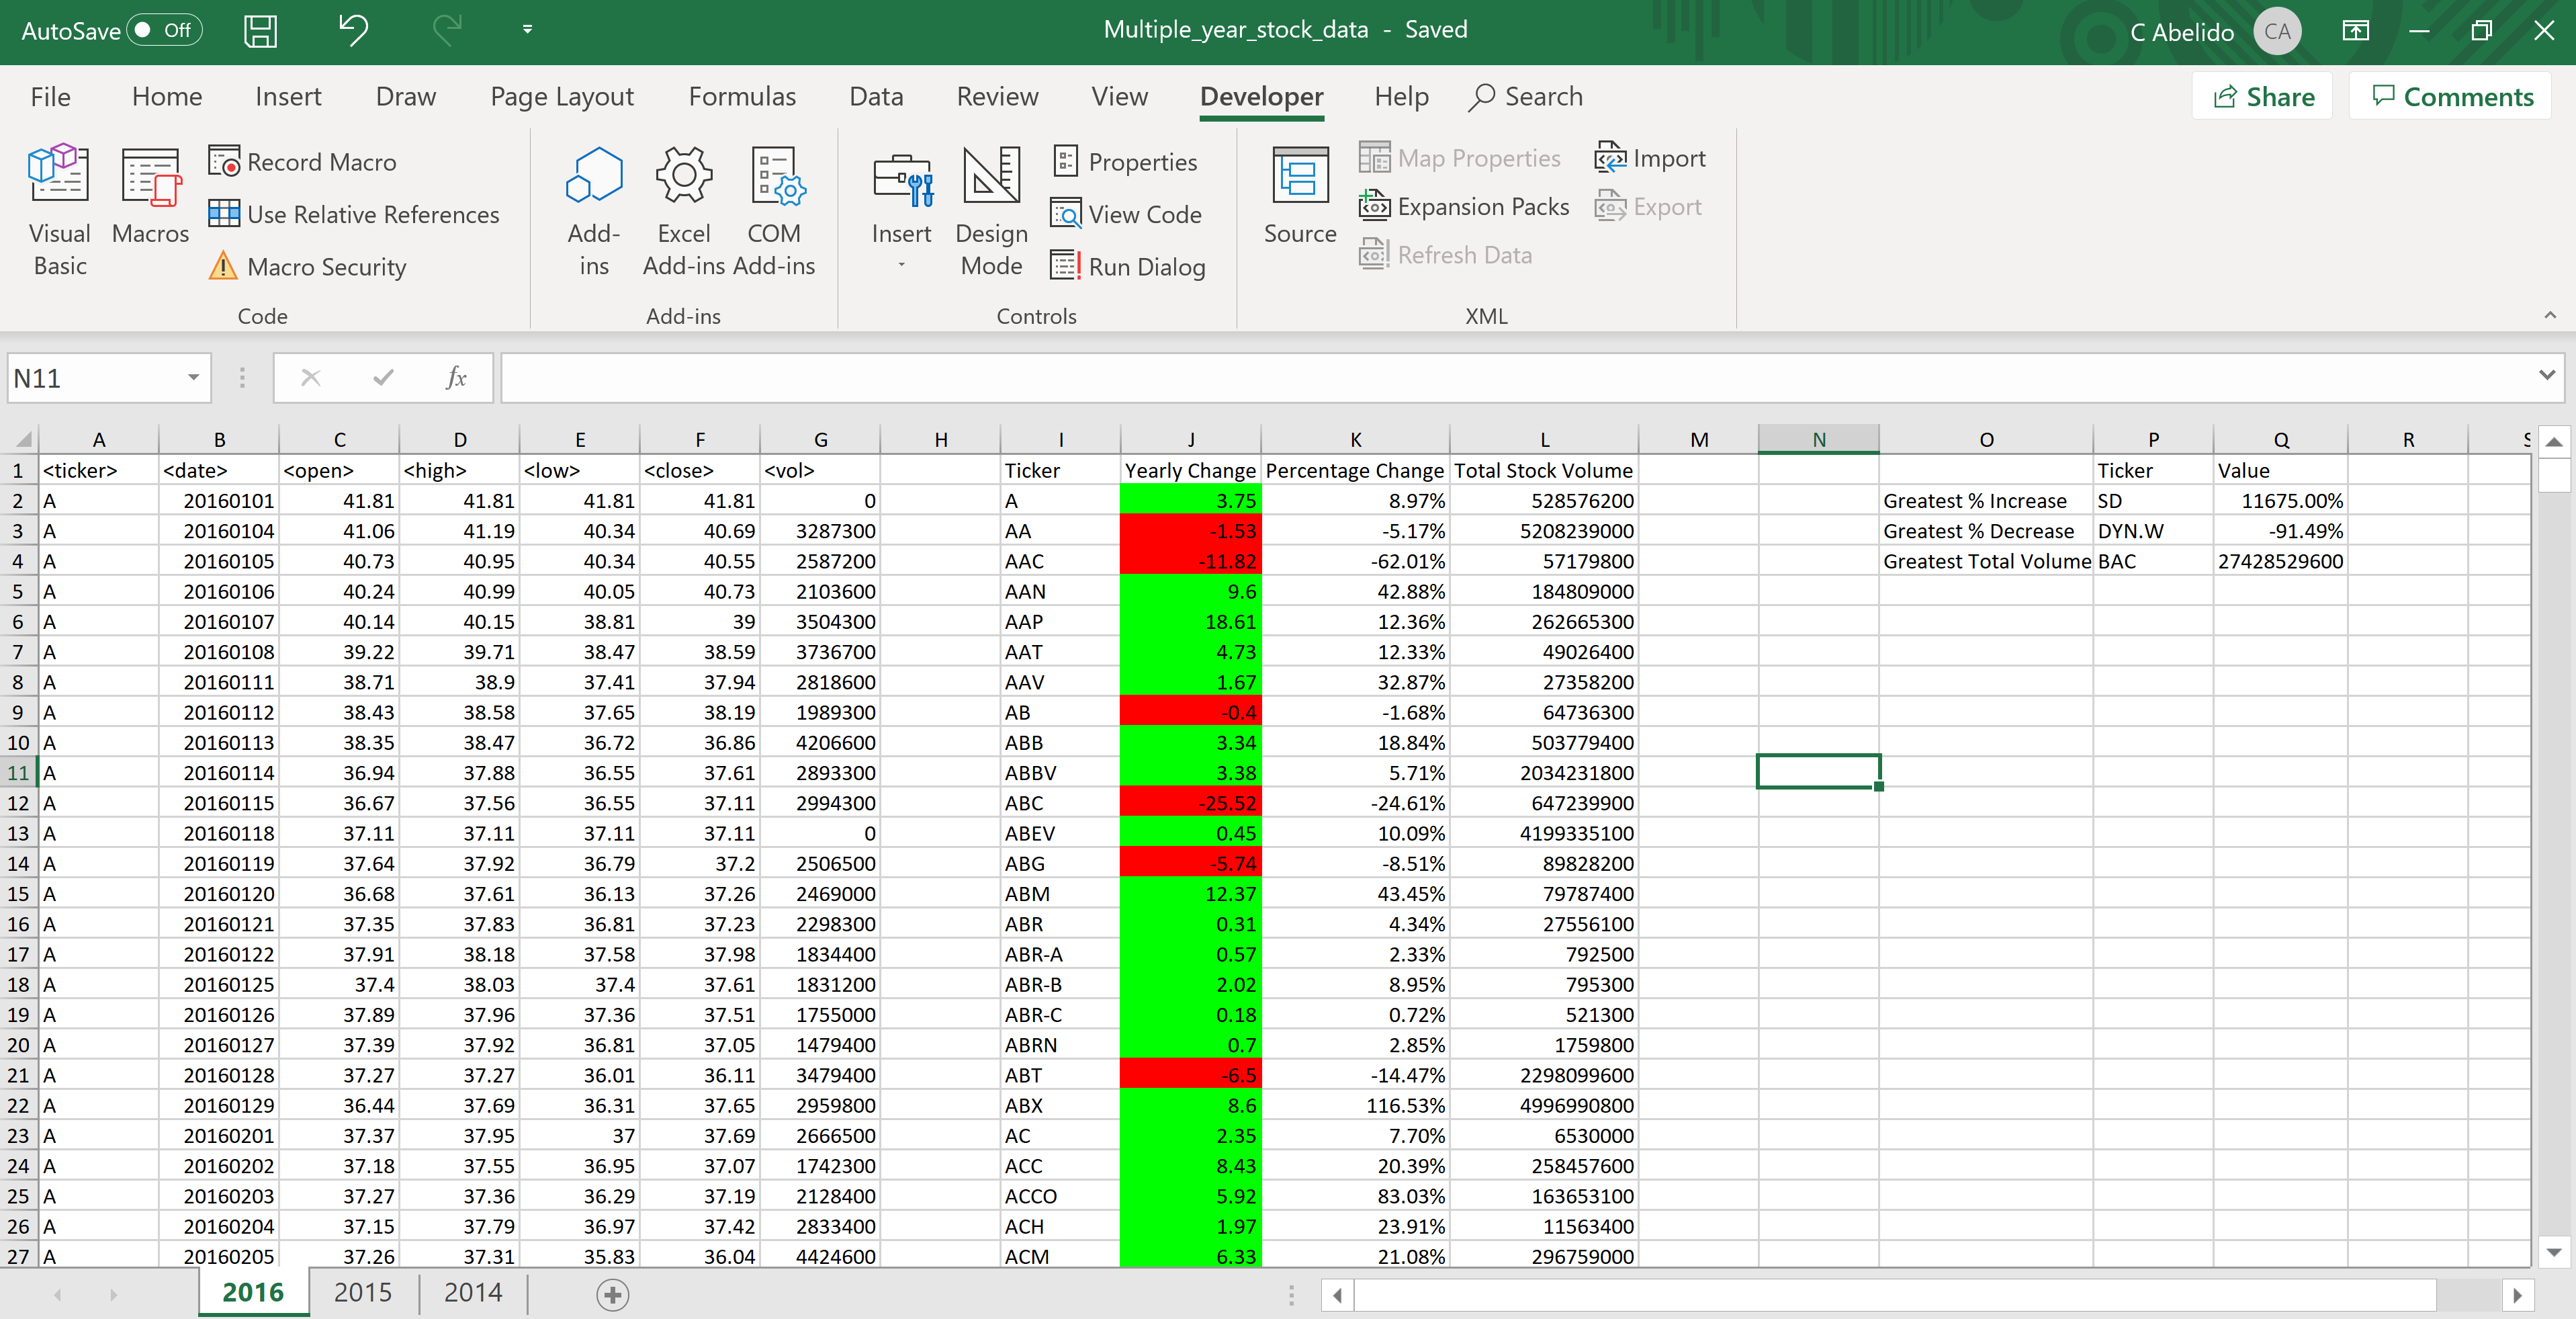 AutoSave Off Multiple_year_stock_data - Saved C Abelido CA
File Home Insert Draw Page Layout Formulas Data Review View Developer Help Search Share Comments
Visual Basic Macros Record Macro Use Relative References Macro Security
Code
Add-ins Excel Add-ins COM Add-ins
Add-ins
Insert Design Mode Properties View Code Run Dialog
Controls
Source Map Properties Expansion Packs Refresh Data Import Export
XML
N11 fx
A B C D E F G H I J K L M N O P Q R S
1 <ticker> <date> <open> <high> <low> <close> <vol> Ticker Yearly Change Percentage Change Total Stock Volume Ticker Value
2 A 20160101 41.81 41.81 41.81 41.81 0 A 3.75 8.97% 528576200 Greatest % Increase SD 11675.00%
3 A 20160104 41.06 41.19 40.34 40.69 3287300 AA -1.53 -5.17% 5208239000 Greatest % Decrease DYN.W -91.49%
4 A 20160105 40.73 40.95 40.34 40.55 2587200 AAC -11.82 -62.01% 57179800 Greatest Total Volume BAC 27428529600
5 A 20160106 40.24 40.99 40.05 40.73 2103600 AAN 9.6 42.88% 184809000
6 A 20160107 40.14 40.15 38.81 39 3504300 AAP 18.61 12.36% 262665300
7 A 20160108 39.22 39.71 38.47 38.59 3736700 AAT 4.73 12.33% 49026400
8 A 20160111 38.71 38.9 37.41 37.94 2818600 AAV 1.67 32.87% 27358200
9 A 20160112 38.43 38.58 37.65 38.19 1989300 AB -0.4 -1.68% 64736300
10 A 20160113 38.35 38.47 36.72 36.86 4206600 ABB 3.34 18.84% 503779400
11 A 20160114 36.94 37.88 36.55 37.61 2893300 ABBV 3.38 5.71% 2034231800
12 A 20160115 36.67 37.56 36.55 37.11 2994300 ABC -25.52 -24.61% 647239900
13 A 20160118 37.11 37.11 37.11 37.11 0 ABEV 0.45 10.09% 4199335100
14 A 20160119 37.64 37.92 36.79 37.2 2506500 ABG -5.74 -8.51% 89828200
15 A 20160120 36.68 37.61 36.13 37.26 2469000 ABM 12.37 43.45% 79787400
16 A 20160121 37.35 37.83 36.81 37.23 2298300 ABR 0.31 4.34% 27556100
17 A 20160122 37.91 38.18 37.58 37.98 1834400 ABR-A 0.57 2.33% 792500
18 A 20160125 37.4 38.03 37.4 37.61 1831200 ABR-B 2.02 8.95% 795300
19 A 20160126 37.89 37.96 37.36 37.51 1755000 ABR-C 0.18 0.72% 521300
20 A 20160127 37.39 37.92 36.81 37.05 1479400 ABRN 0.7 2.85% 1759800
21 A 20160128 37.27 37.27 36.01 36.11 3479400 ABT -6.5 -14.47% 2298099600
22 A 20160129 36.44 37.69 36.31 37.65 2959800 ABX 8.6 116.53% 4996990800
23 A 20160201 37.37 37.95 37 37.69 2666500 AC 2.35 7.70% 6530000
24 A 20160202 37.18 37.55 36.95 37.07 1742300 ACC 8.43 20.39% 258457600
25 A 20160203 37.27 37.36 36.29 37.19 2128400 ACCO 5.92 83.03% 163653100
26 A 20160204 37.15 37.79 36.97 37.42 2833400 ACH 1.97 23.91% 11563400
27 A 20160205 37.26 37.31 35.83 36.04 4424600 ACM 6.33 21.08% 296759000
2016 2015 2014